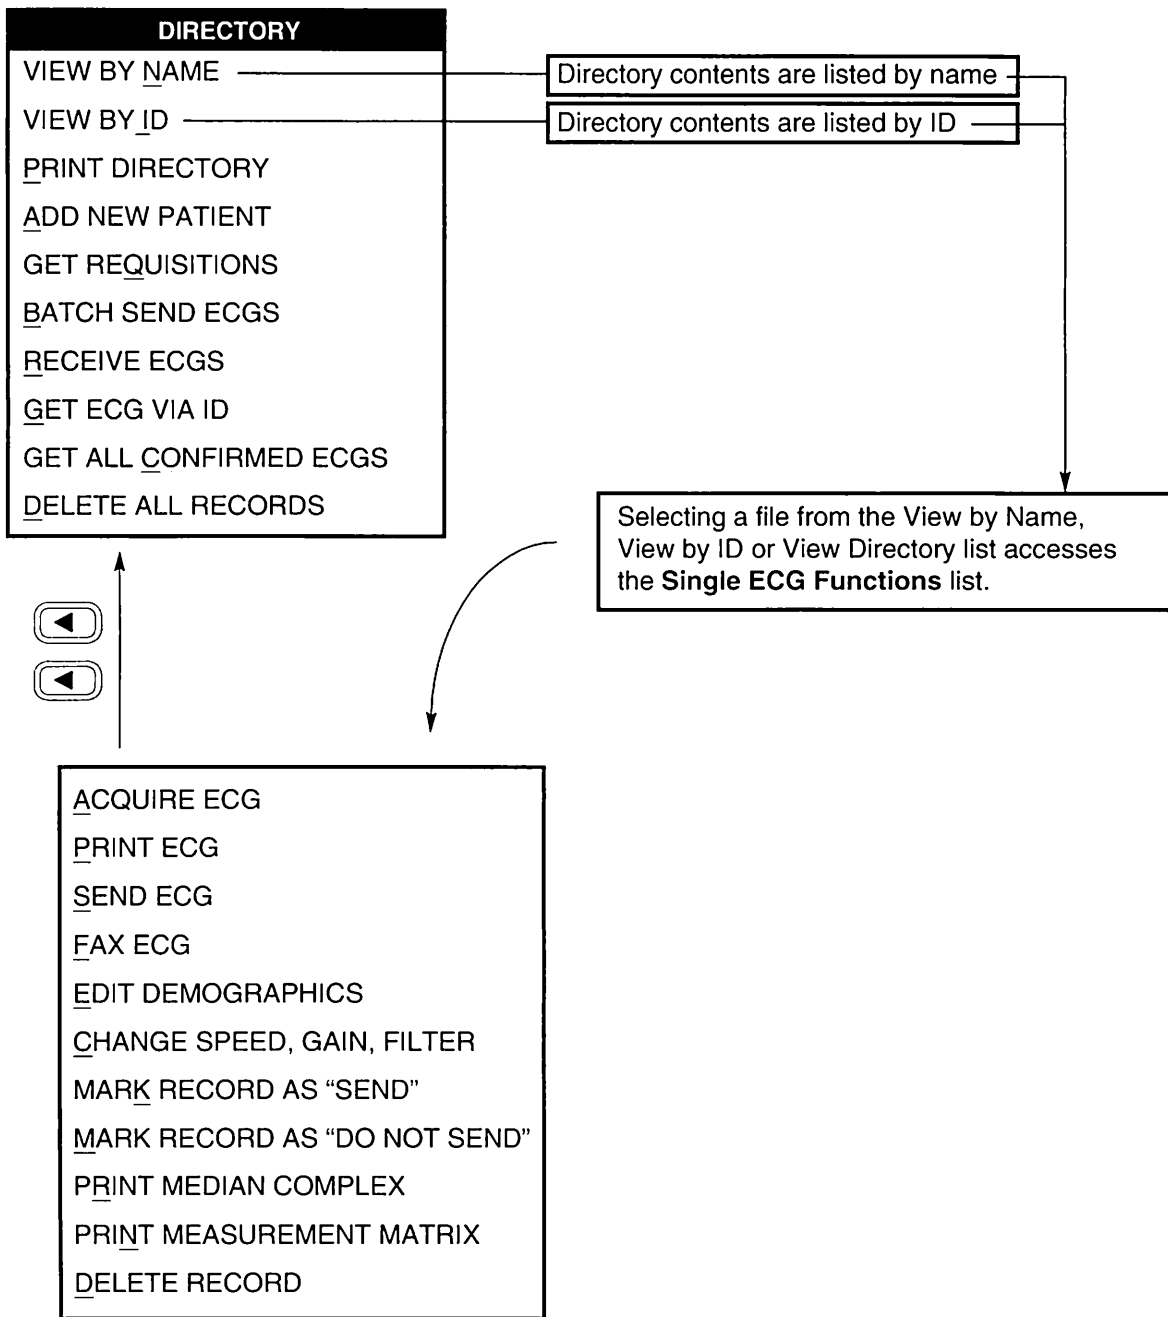 DIRECTORY
VIEW BY NAME
VIEW BY ID
PRINT DIRECTORY
ADD NEW PATIENT
GET REQUISITIONS
BATCH SEND ECGS
RECEIVE ECGS
GET ECG VIA ID
GET ALL CONFIRMED ECGS
DELETE ALL RECORDS
Directory contents are listed by name
Directory contents are listed by ID
Selecting a file from the View by Name,
View by ID or View Directory list accesses
the Single ECG Functions list.
ACQUIRE ECG
PRINT ECG
SEND ECG
FAX ECG
EDIT DEMOGRAPHICS
CHANGE SPEED, GAIN, FILTER
MARK RECORD AS “SEND”
MARK RECORD AS “DO NOT SEND”
PRINT MEDIAN COMPLEX
PRINT MEASUREMENT MATRIX
DELETE RECORD